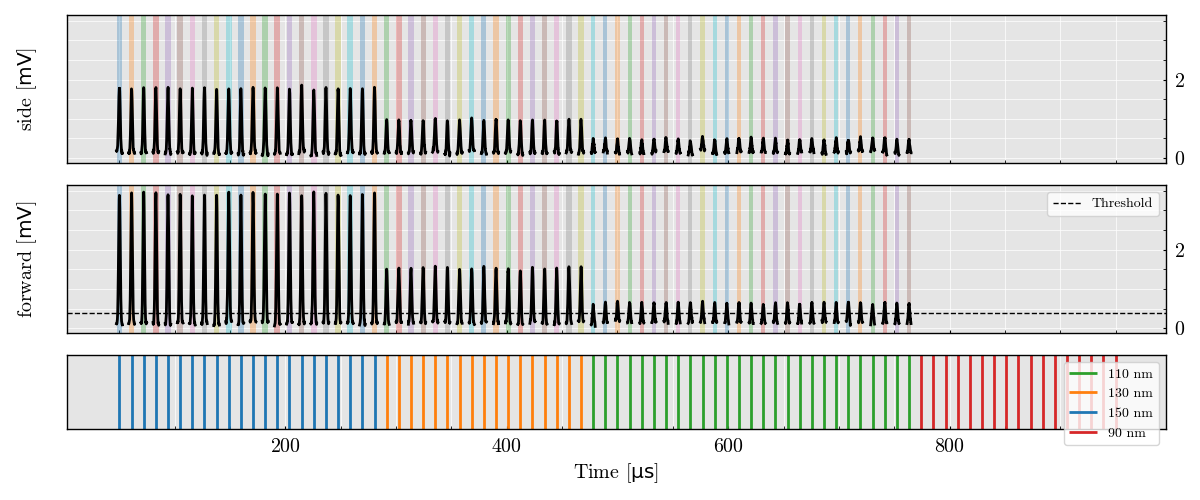 side [mV]
2
0
forward [mV]
Threshold
2
0
110 nm
130 nm
150 nm
90 nm
200 400 600 800
Time [μs]